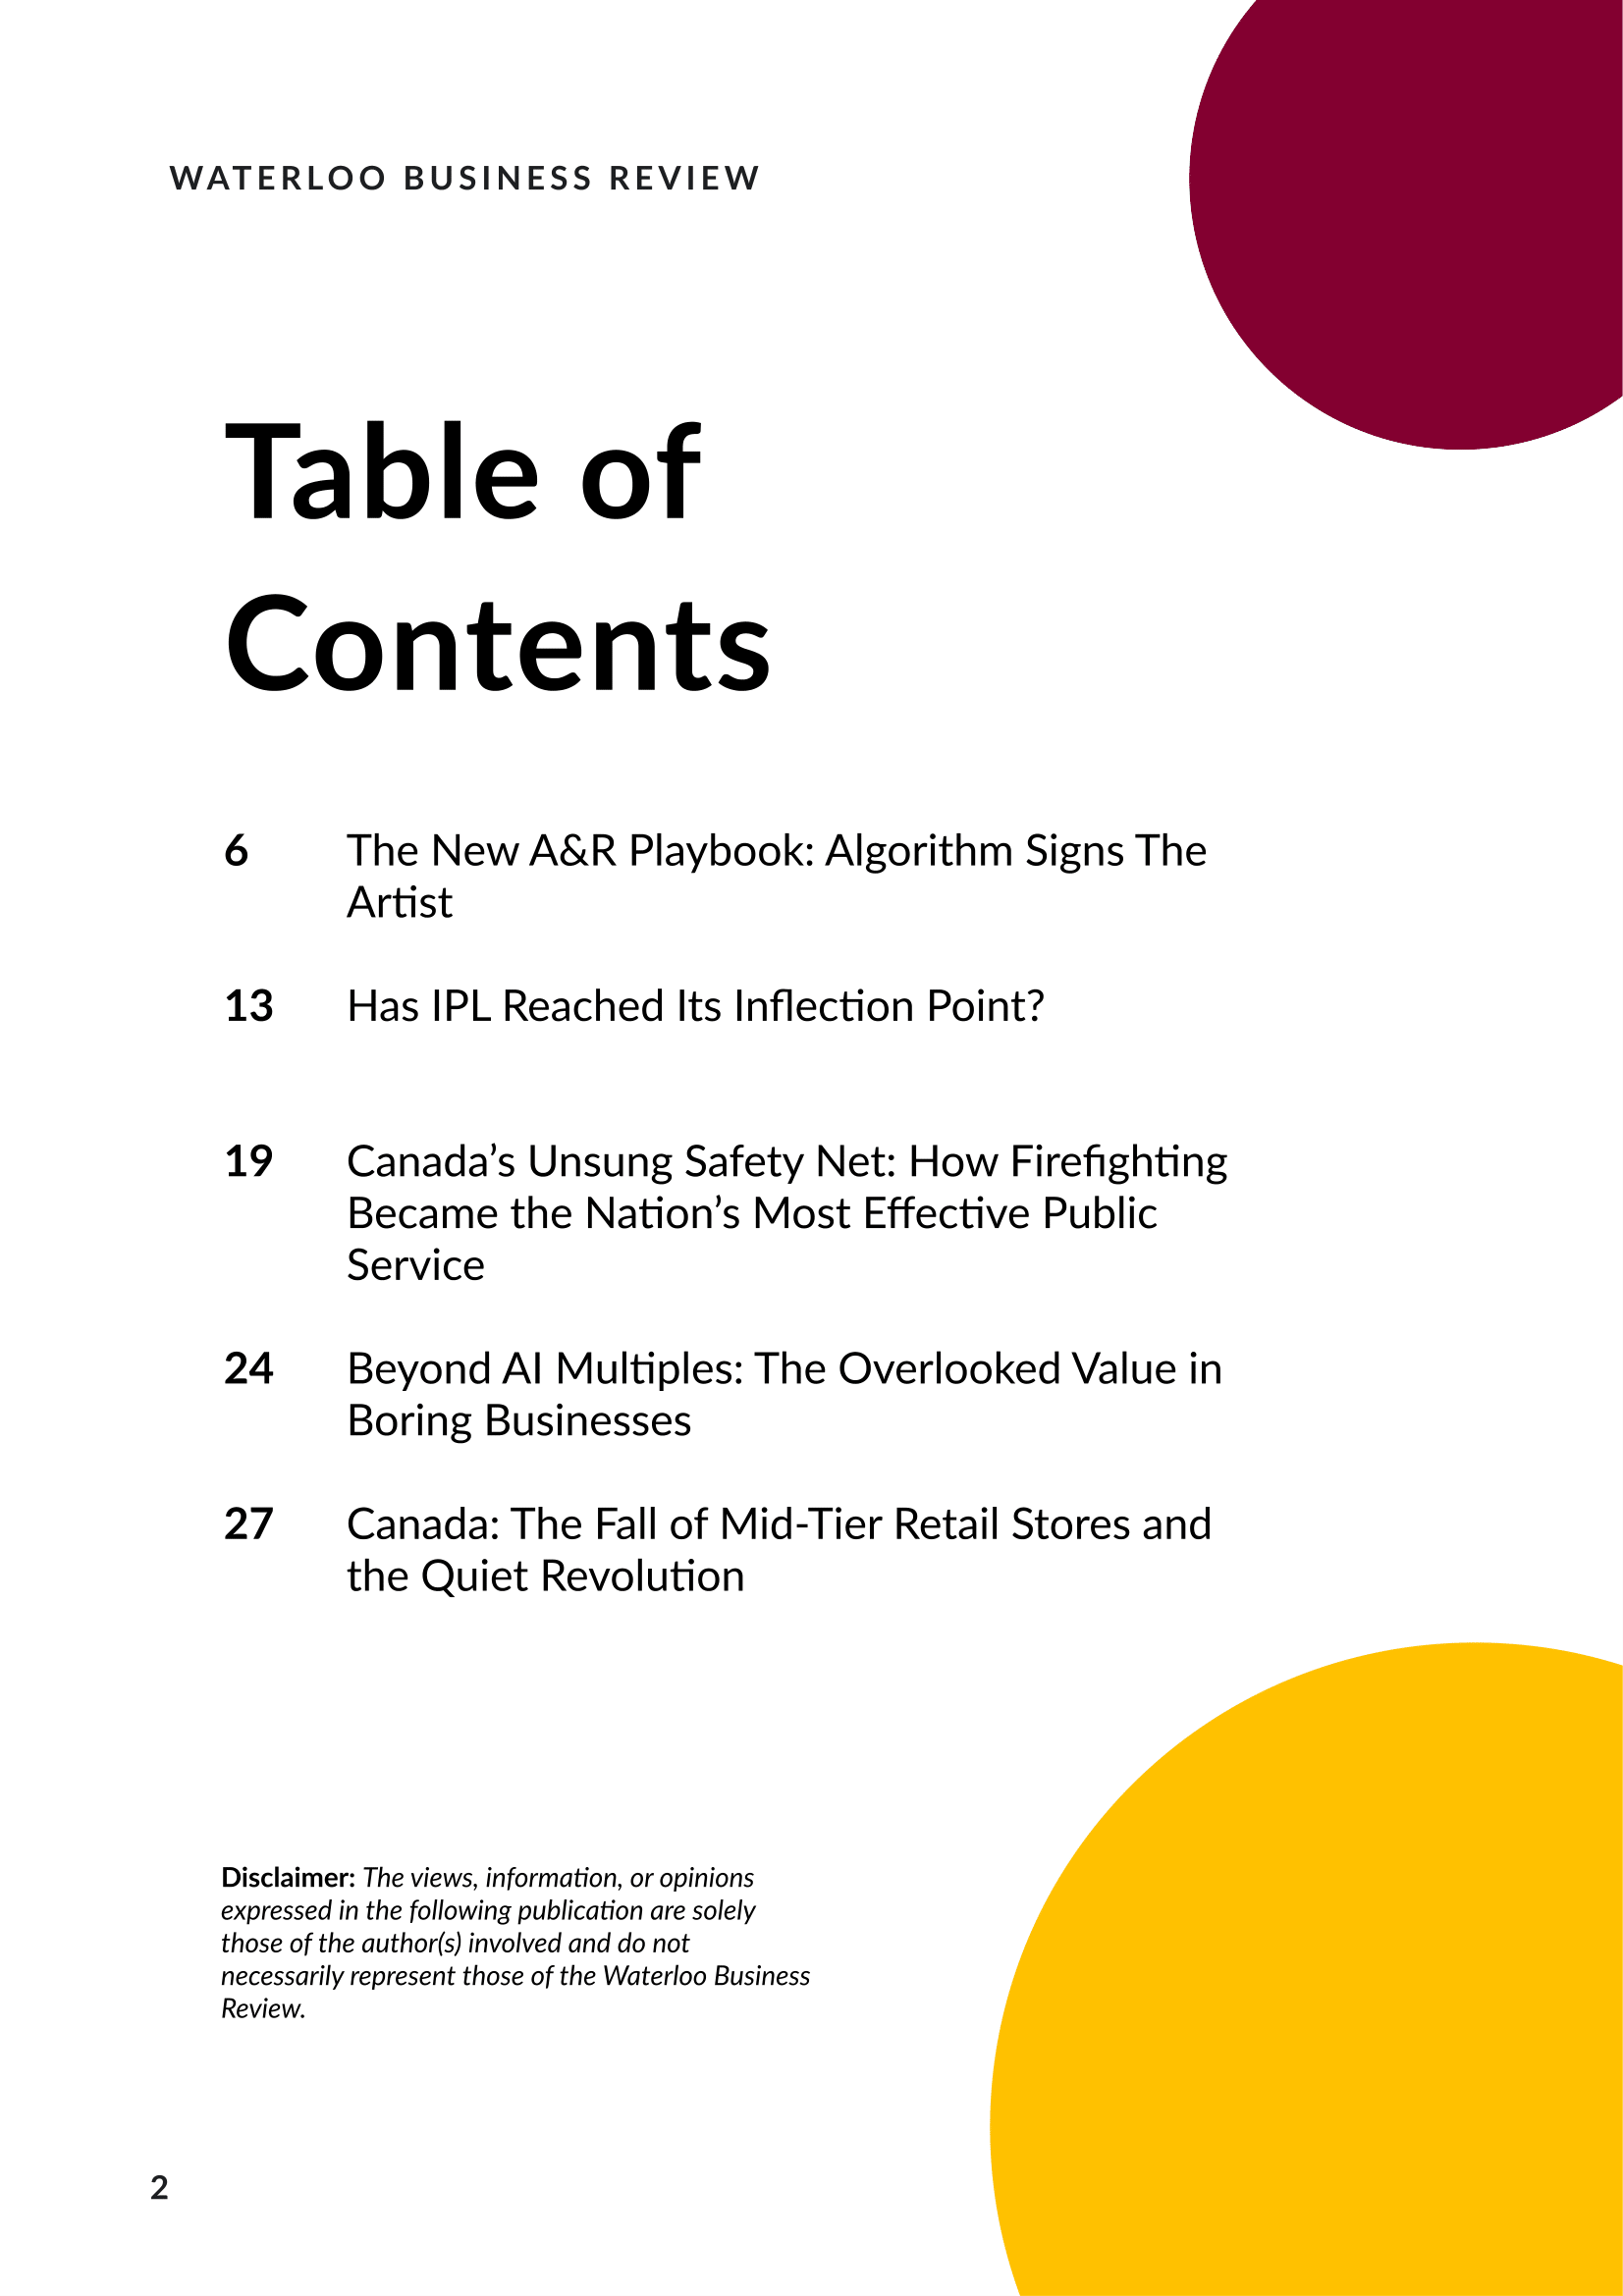 WATERLOO BUSINESS REVIEW
Table of
Contents
6 The New A&R Playbook: Algorithm Signs The
Artist
13 Has IPL Reached Its Inflection Point?
19 Canada’s Unsung Safety Net: How Firefighting
Became the Nation’s Most Effective Public
Service
24 Beyond AI Multiples: The Overlooked Value in
Boring Businesses
27 Canada: The Fall of Mid-Tier Retail Stores and
the Quiet Revolution
Disclaimer: The views, information, or opinions
expressed in the following publication are solely
those of the author(s) involved and do not
necessarily represent those of the Waterloo Business
Review.
2